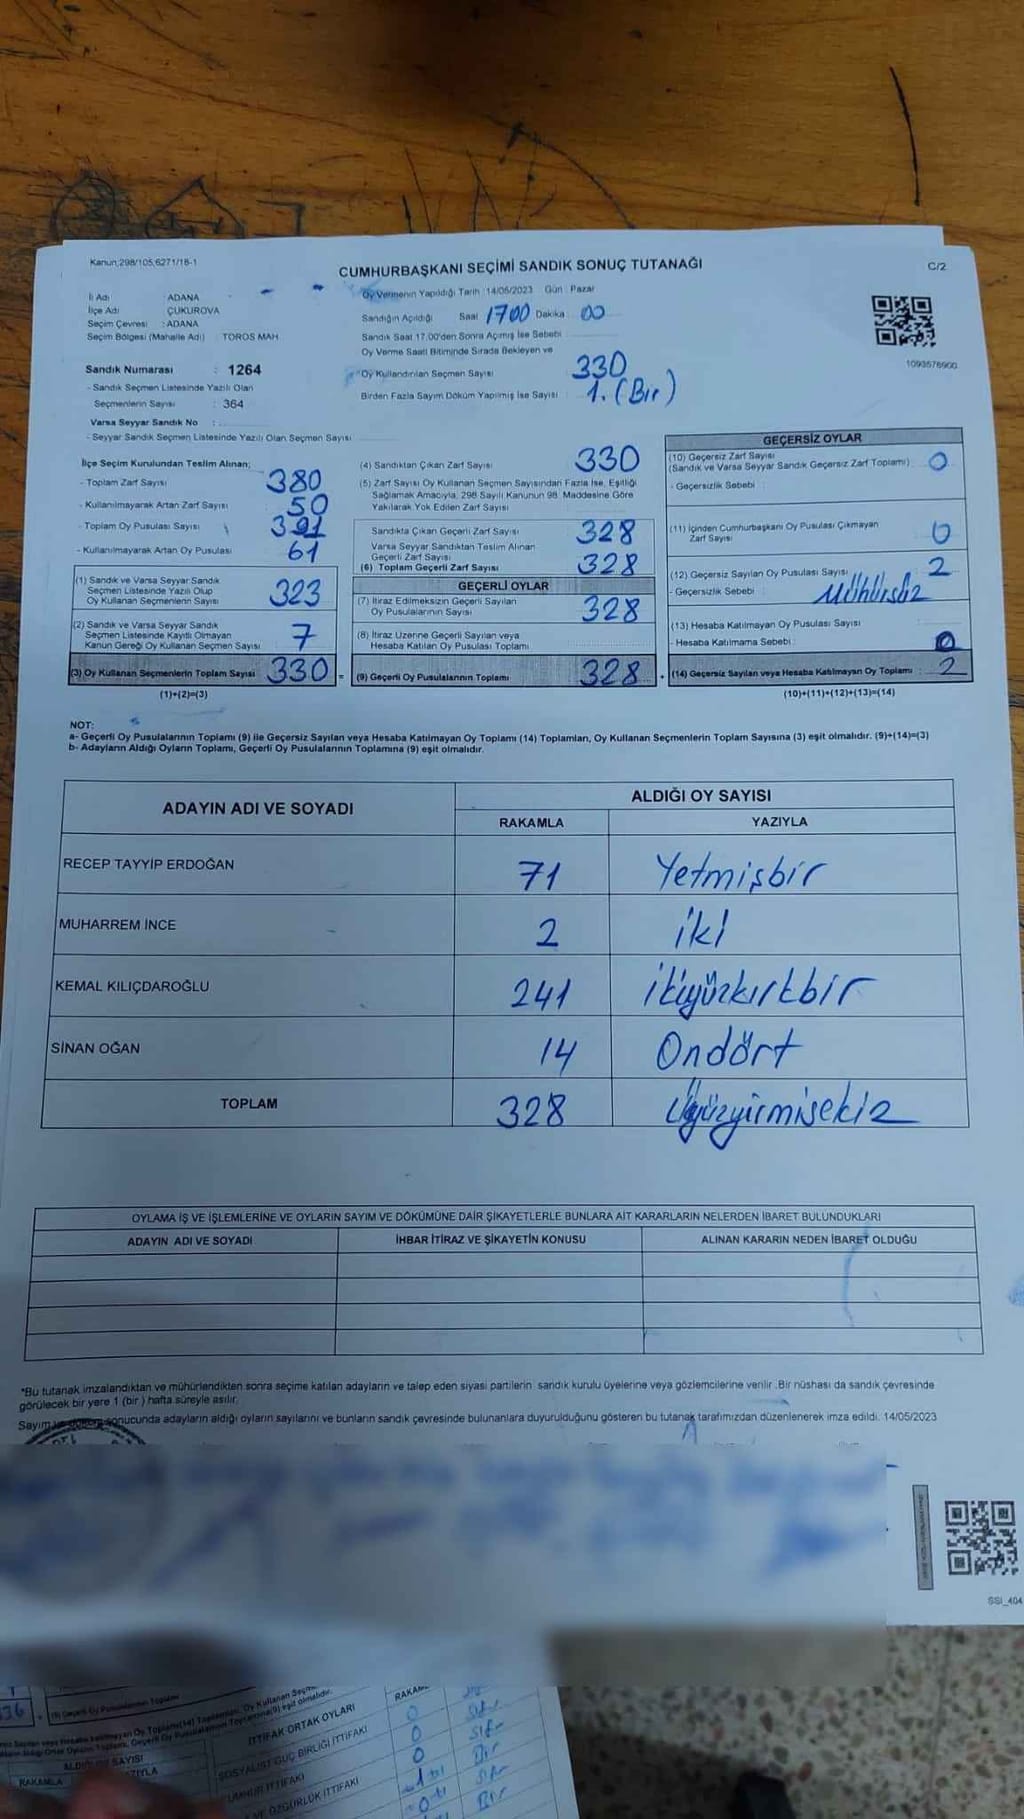 Kanun;298/105,6271/18-1
CUMHURBAŞKANI SEÇİMİ SANDIK SONUÇ TUTANAĞI
C/2
İl Adı : ADANA
İlçe Adı : ÇUKUROVA
Seçim Çevresi : ADANA
Seçim Bölgesi (Mahalle Adı) : TOROS MAH
Oy Vermenin Yapıldığı Tarih :14/05/2023 Gün : Pazar
Sandığın Açıldığı Saat 1700 Dakika : 00
Sandık Saat 17.00'den Sonra Açımış İse Sebebi
Oy Verme Saati Bitiminde Sırada Bekleyen ve
Oy Kullandırılan Seçmen Sayısı 330
Birden Fazla Sayım Döküm Yapılmış İse Sayısı : 1. (Bir)
1093576900
Sandık Numarası : 1264
- Sandık Seçmen Listesinde Yazılı Olan
Seçmenlerin Sayısı : 364
Varsa Seyyar Sandık No :
- Seyyar Sandık Seçmen Listesinde Yazılı Olan Seçmen Sayısı
İlçe Seçim Kurulundan Teslim Alınan;
- Toplam Zarf Sayısı : 380
- Kullanılmayarak Artan Zarf Sayısı : 50
- Toplam Oy Pusulası Sayısı 391
- Kullanılmayarak Artan Oy Pusulası : 61
(1) Sandık ve Varsa Seyyar Sandık
Seçmen Listesinde Yazılı Olup
Oy Kullanan Seçmenlerin Sayısı 323
(2) Sandık ve Varsa Seyyar Sandık
Seçmen Listesinde Kayıtlı Olmayan
Kanun Gereği Oy Kullanan Seçmen Sayısı 7
(3) Oy Kullanan Seçmenlerin Toplam Sayısı 330
(1)+(2)=(3)
(4) Sandıktan Çıkan Zarf Sayısı 330
(5) Zarf Sayısı Oy Kullanan Seçmen Sayısından Fazla İse, Eşitliği
Sağlamak Amacıyla, 298 Sayılı Kanunun 98. Maddesine Göre
Yakılarak Yok Edilen Zarf Sayısı
Sandıkta Çıkan Geçerli Zarf Sayısı 328
Varsa Seyyar Sandıktan Teslim Alınan
Geçerli Zarf Sayısı
(6) Toplam Geçerli Zarf Sayısı 328
GEÇERLİ OYLAR
(7) İtiraz Edilmeksizin Geçerli Sayılan
Oy Pusulalarının Sayısı 328
(8) İtiraz Üzerine Geçerli Sayılan veya
Hesaba Katılan Oy Pusulası Toplamı
= (9) Geçerli Oy Pusulalarının Toplamı 328 +
GEÇERSİZ OYLAR
(10) Geçersiz Zarf Sayısı
(Sandık ve Varsa Seyyar Sandık Geçersiz Zarf Toplamı) : 0
- Geçersizlik Sebebi :
(11) İçinden Cumhurbaşkanı Oy Pusulası Çıkmayan
Zarf Sayısı 0
(12) Geçersiz Sayılan Oy Pusulası Sayısı : 2
- Geçersizlik Sebebi : Mühürsüz
(13) Hesaba Katılmayan Oy Pusulası Sayısı :
- Hesaba Katılmama Sebebi : 0
(14) Geçersiz Sayılan veya Hesaba Katılmayan Oy Toplamı : 2
(10)+(11)+(12)+(13)=(14)
NOT:
a- Geçerli Oy Pusulalarının Toplamı (9) ile Geçersiz Sayılan veya Hesaba Katılmayan Oy Toplamı (14) Toplamları, Oy Kullanan Seçmenlerin Toplam Sayısına (3) eşit olmalıdır. (9)+(14)=(3)
b- Adayların Aldığı Oyların Toplamı, Geçerli Oy Pusulalarının Toplamına (9) eşit olmalıdır.
ADAYIN ADI VE SOYADI
ALDIĞI OY SAYISI
RAKAMLA YAZIYLA
RECEP TAYYİP ERDOĞAN 71 Yetmişbir
MUHARREM İNCE 2 iki
KEMAL KILIÇDAROĞLU 241 ikiyüzkırkbir
SİNAN OĞAN 14 Ondört
TOPLAM 328 Üçyüzyirmisekiz
OYLAMA İŞ VE İŞLEMLERİNE VE OYLARIN SAYIM VE DÖKÜMÜNE DAİR ŞİKAYETLERLE BUNLARA AİT KARARLARIN NELERDEN İBARET BULUNDUKLARI
ADAYIN ADI VE SOYADI İHBAR İTİRAZ VE ŞİKAYETİN KONUSU ALINAN KARARIN NEDEN İBARET OLDUĞU
*Bu tutanak imzalandıktan ve mühürlendikten sonra seçime katılan adayların ve talep eden siyasi partilerin sandık kurulu üyelerine veya gözlemcilerine verilir. Bir nüshası da sandık çevresinde
görülecek bir yere 1 (bir ) hafta süreyle asılır.
Sayım sonucunda adayların aldığı oyların sayılarını ve bunların sandık çevresinde bulunanlara duyurulduğunu gösteren bu tutanak tarafımızdan düzenlenerek imza edildi. 14/05/2023
SSI_404
(9) Geçerli Oy Pusulalarının Toplamı
ALDIĞI OY SAYISI
RAKAMLA
İTTİFAK ORTAK OYLARI
SOSYALİST GÜÇ BİRLİĞİ İTTİFAKI 0
0
VE ÖZGÜRLÜK İTTİFAKI